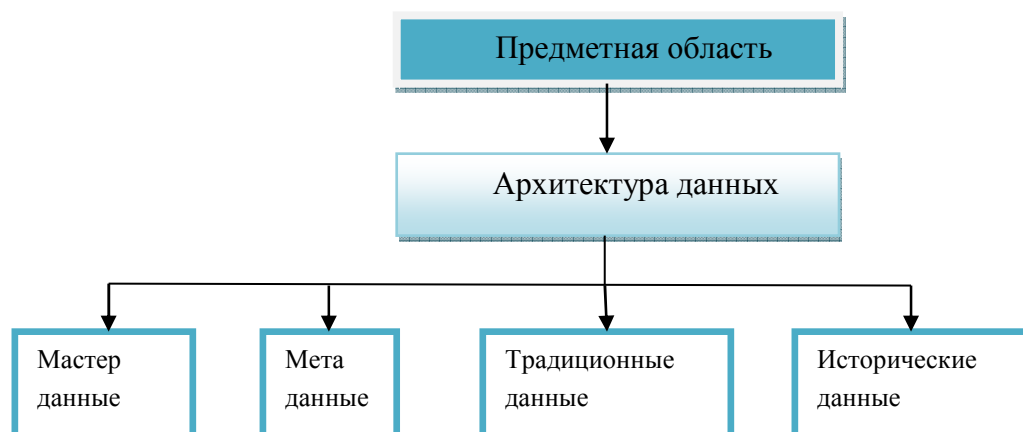 Предметная область
Архитектура данных
Мастер
данные
Мета
данные
Традиционные
данные
Исторические
данные